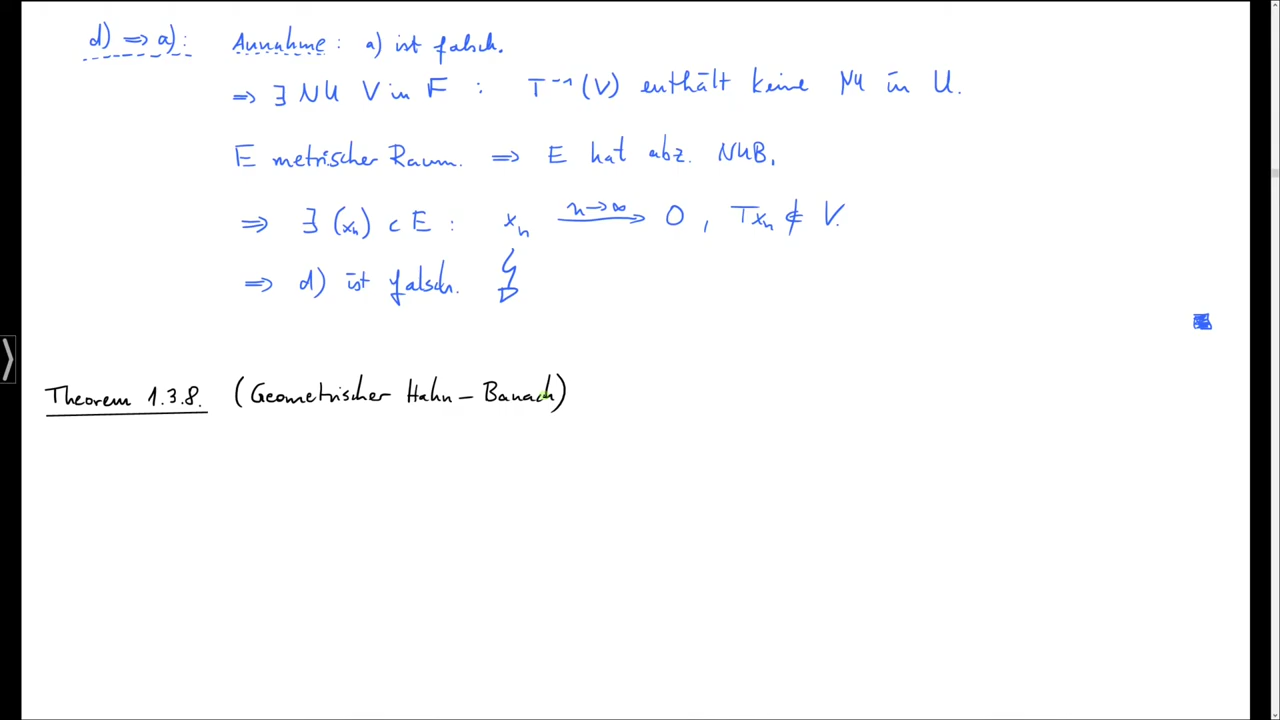 d) ⇒ a): Annahme: a) ist falsch.
⇒ ∃ NU V in F : T⁻¹(V) enthält keine NU in U.
E metrischer Raum. ⇒ E hat abz. NUB.
⇒ ∃ (xₙ) ⊂ E : xₙ —n→∞→ 0, Txₙ ∉ V.
⇒ d) ist falsch. ↯
Theorem 1.3.8. (Geometrischer Hahn – Banach)